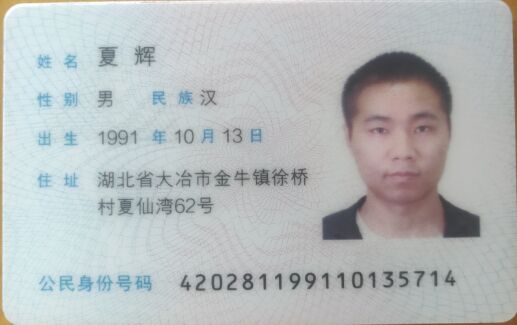 姓名 夏辉
性别 男 民族 汉
出生 1991 年 10 月 13 日
住址 湖北省大冶市金牛镇徐桥
村夏仙湾62号
公民身份号码 420281199110135714